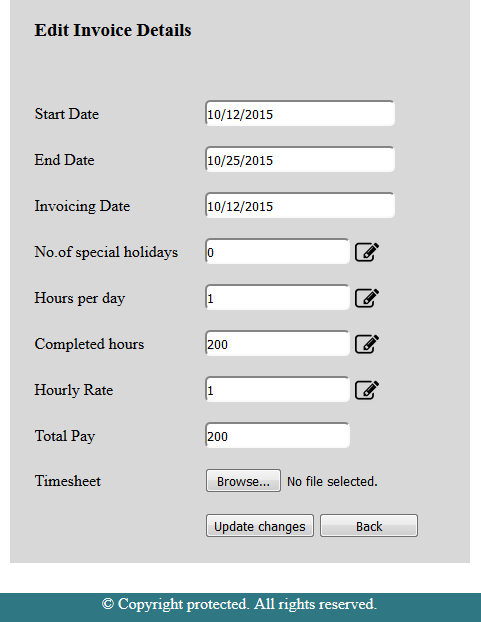 Edit Invoice Details
Start Date 10/12/2015
End Date 10/25/2015
Invoicing Date 10/12/2015
No.of special holidays 0
Hours per day 1
Completed hours 200
Hourly Rate 1
Total Pay 200
Timesheet Browse... No file selected.
Update changes Back
© Copyright protected. All rights reserved.